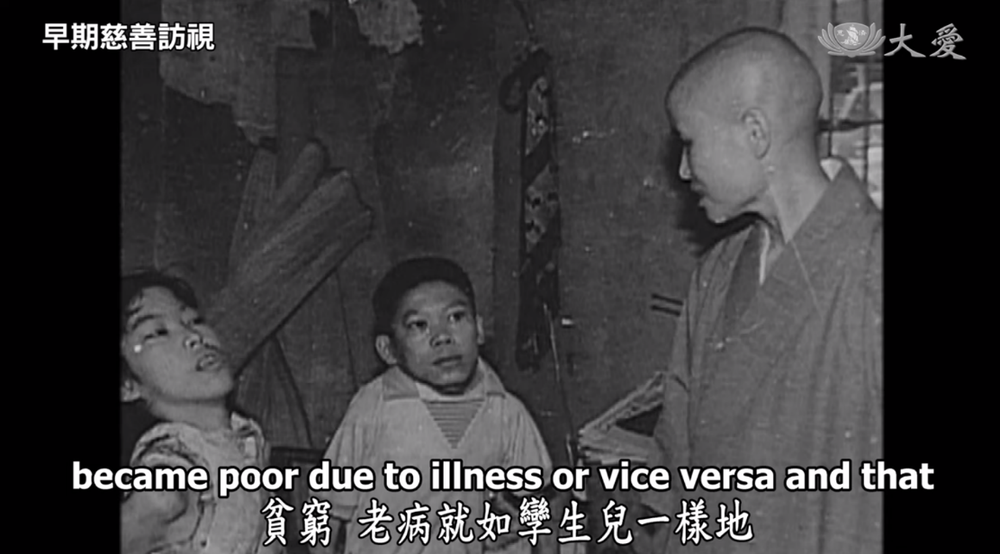 早期慈善訪視
大愛
became poor due to illness or vice versa and that
貧窮 老病就如孿生兒一樣地